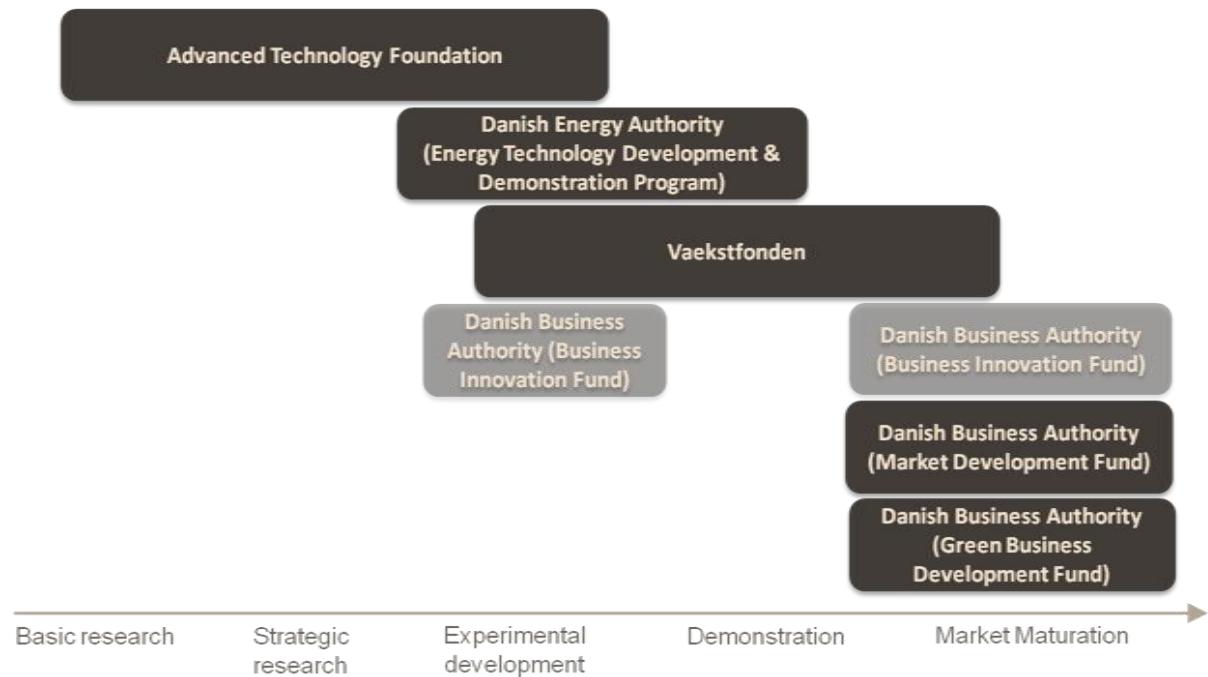 Advanced Technology Foundation
Danish Energy Authority
(Energy Technology Development &
Demonstration Program)
Vaekstfonden
Danish Business
Authority (Business
Innovation Fund)
Danish Business Authority
(Business Innovation Fund)
Danish Business Authority
(Market Development Fund)
Danish Business Authority
(Green Business
Development Fund)
Basic research
Strategic
research
Experimental
development
Demonstration
Market Maturation